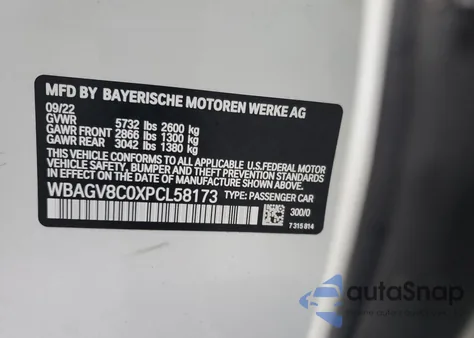 MFD BY BAYERISCHE MOTOREN WERKE AG
09/22
GVWR 5732 lbs 2600 kg
GAWR FRONT 2866 lbs 1300 kg
GAWR REAR 3042 lbs 1380 kg
THIS VEHICLE CONFORMS TO ALL APPLICABLE U.S. FEDERAL MOTOR
VEHICLE SAFETY, BUMPER, AND THEFT PREVENTION STANDARDS IN
EFFECT ON THE DATE OF MANUFACTURE SHOWN ABOVE.
WBAGV8C0XPCL58173 TYPE: PASSENGER CAR
300/0
7 315 814
autoSnap